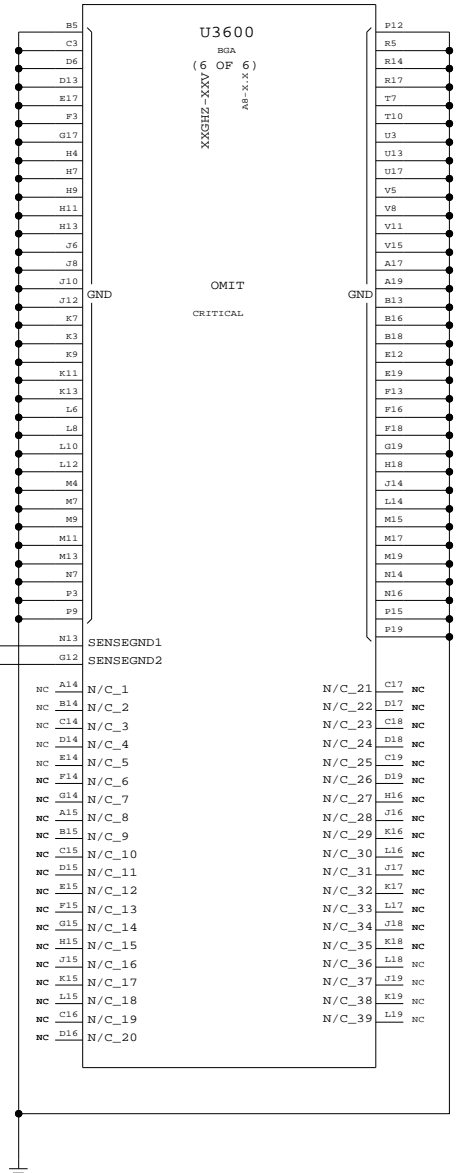 U3600
BGA
(6 OF 6)
XXGHZ-XXV
A8-X.X
OMIT
CRITICAL
GND
GND
B5
C3
D6
D13
E17
F3
G17
H4
H7
H9
H11
H13
J6
J8
J10
J12
K7
K3
K9
K11
K13
L6
L8
L10
L12
M4
M7
M9
M11
M13
N7
P3
P9
N13 SENSEGND1
G12 SENSEGND2
P12
R5
R14
R17
T7
T10
U3
U13
U17
V5
V8
V11
V15
A17
A19
B13
B16
B18
E12
E19
F13
F16
F18
G19
H18
J14
L14
M15
M17
M19
N14
N16
P15
P19
NC A14 N/C_1
NC B14 N/C_2
NC C14 N/C_3
NC D14 N/C_4
NC E14 N/C_5
NC F14 N/C_6
NC G14 N/C_7
NC A15 N/C_8
NC B15 N/C_9
NC C15 N/C_10
NC D15 N/C_11
NC E15 N/C_12
NC F15 N/C_13
NC G15 N/C_14
NC H15 N/C_15
NC J15 N/C_16
NC K15 N/C_17
NC L15 N/C_18
NC C16 N/C_19
NC D16 N/C_20
N/C_21 C17 NC
N/C_22 D17 NC
N/C_23 C18 NC
N/C_24 D18 NC
N/C_25 C19 NC
N/C_26 D19 NC
N/C_27 H16 NC
N/C_28 J16 NC
N/C_29 K16 NC
N/C_30 L16 NC
N/C_31 J17 NC
N/C_32 K17 NC
N/C_33 L17 NC
N/C_34 J18 NC
N/C_35 K18 NC
N/C_36 L18 NC
N/C_37 J19 NC
N/C_38 K19 NC
N/C_39 L19 NC